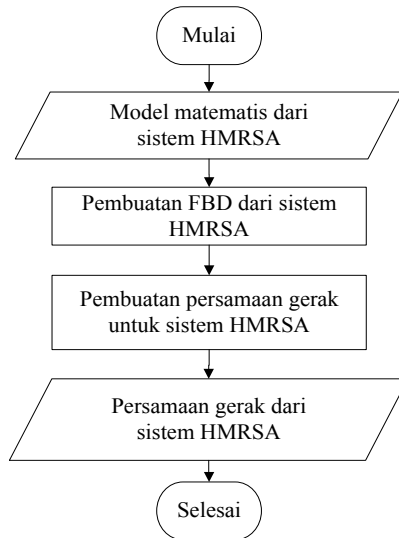 Mulai
Model matematis dari
sistem HMRSA
Pembuatan FBD dari sistem
HMRSA
Pembuatan persamaan gerak
untuk sistem HMRSA
Persamaan gerak dari
sistem HMRSA
Selesai